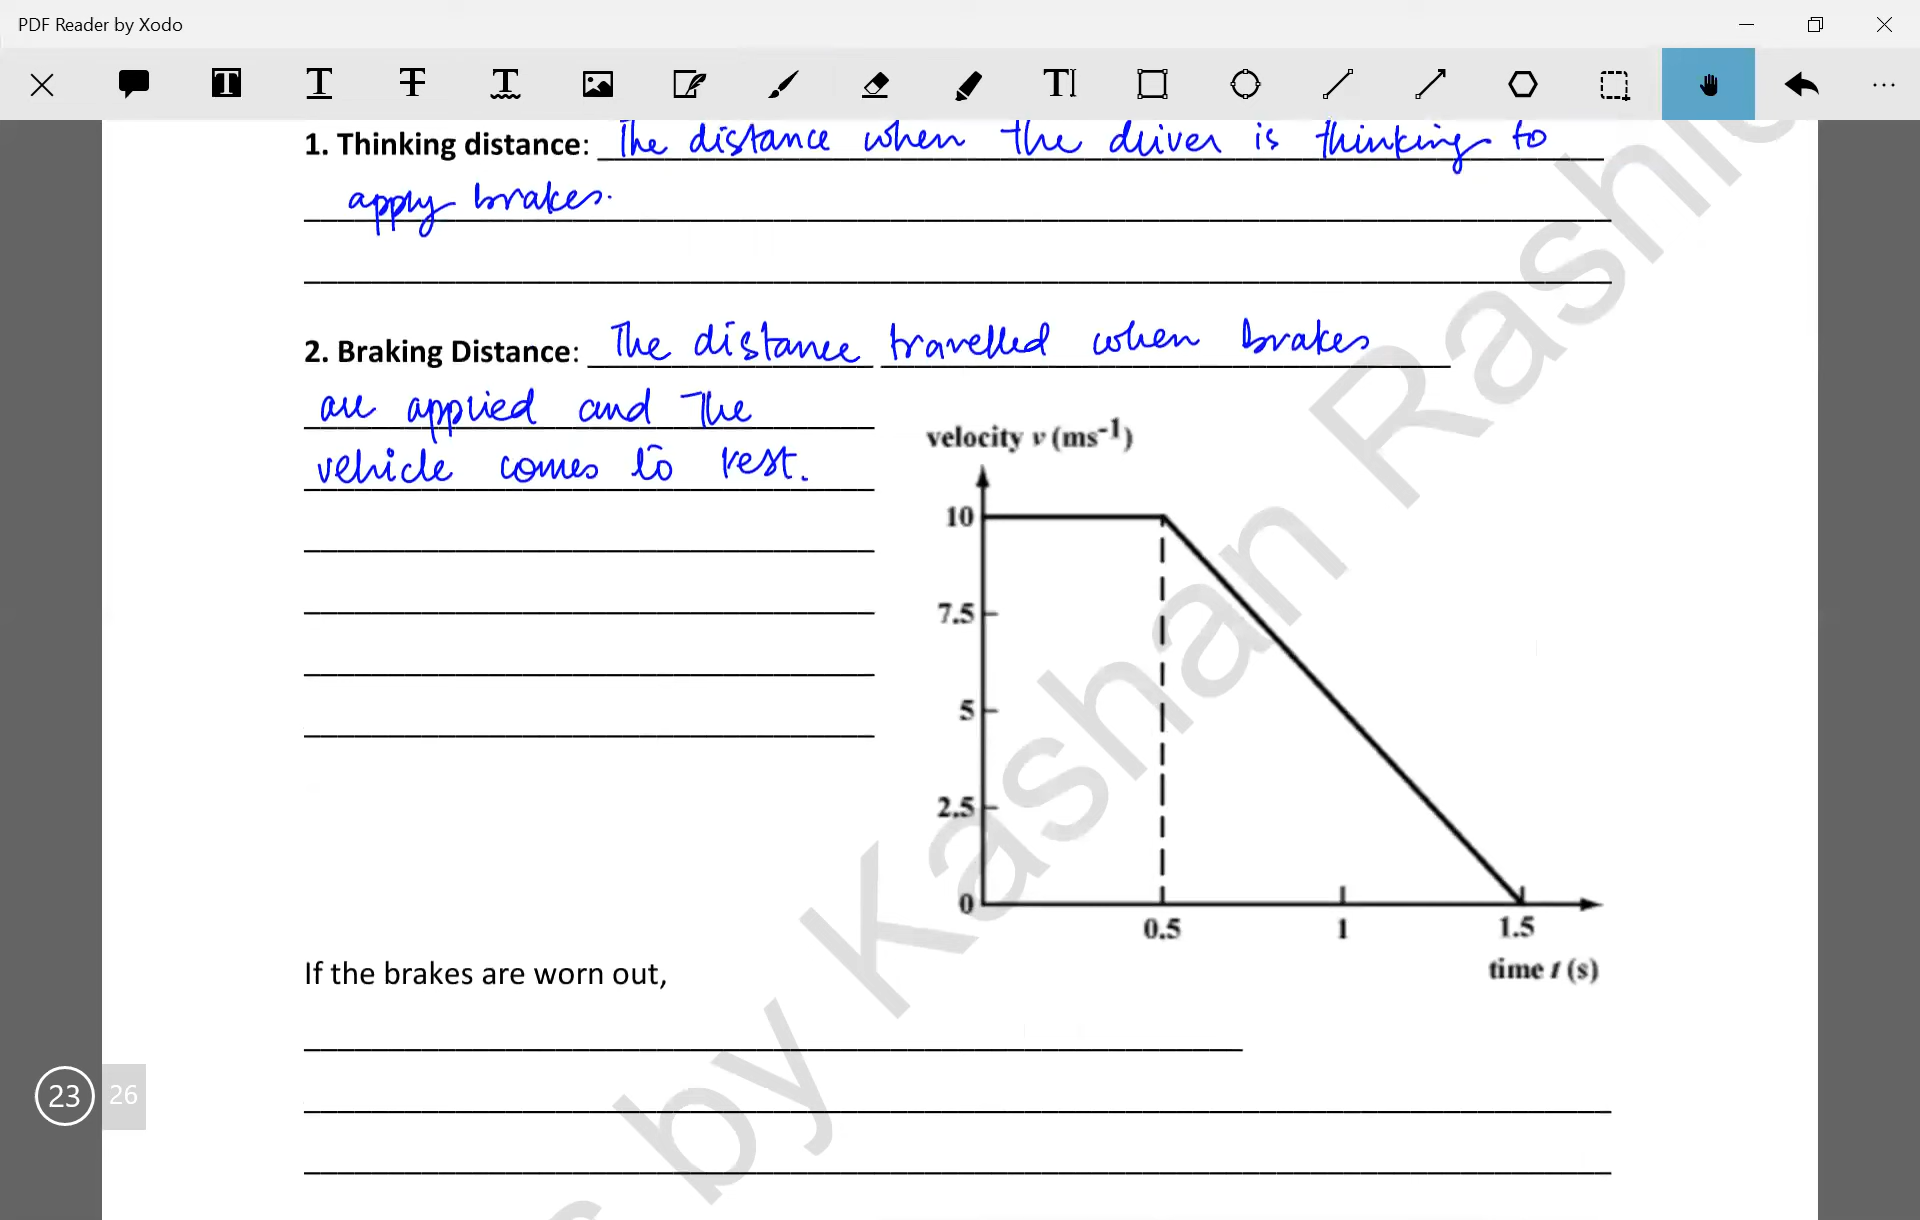 PDF Reader by Xodo
1. Thinking distance: The distance when the driver is thinking to
apply brakes.
2. Braking Distance: The distance travelled when brakes
are applied and the
vehicle comes to rest.
velocity v (ms⁻¹)
10
7.5
5
2.5
0
0.5 1 1.5
time t (s)
If the brakes are worn out,
23 26
s by Kashan Rashid